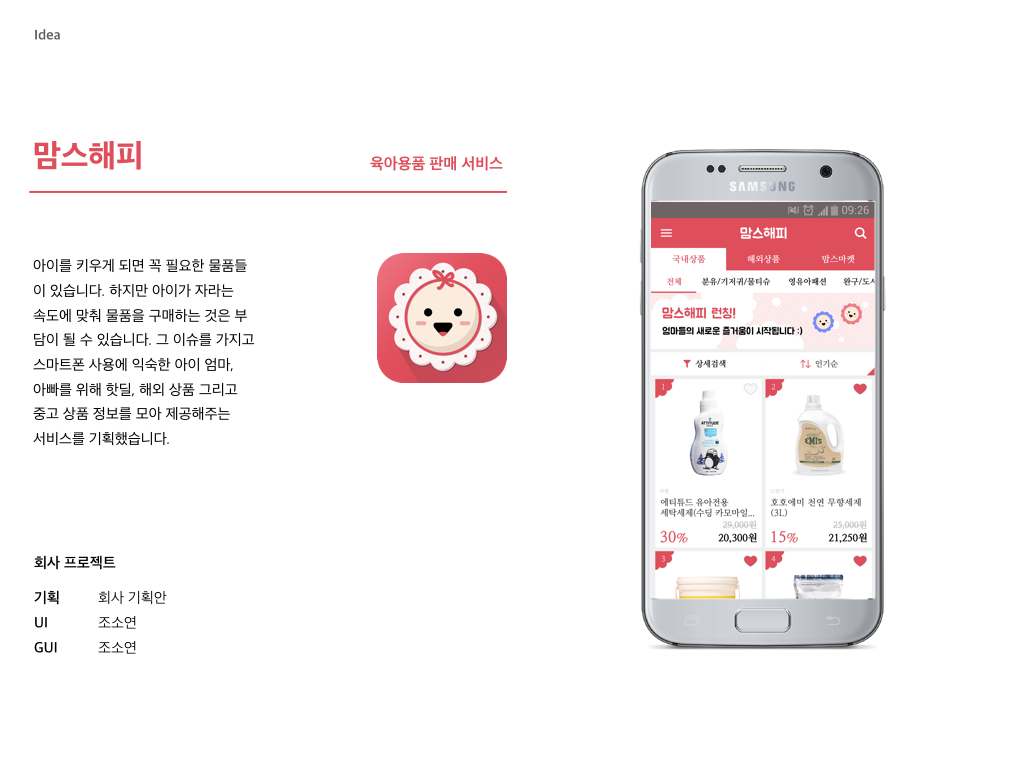 Idea
맘스해피
육아용품 판매 서비스
아이를 키우게 되면 꼭 필요한 물품들
이 있습니다. 하지만 아이가 자라는
속도에 맞춰 물품을 구매하는 것은 부
담이 될 수 있습니다. 그 이슈를 가지고
스마트폰 사용에 익숙한 아이 엄마,
아빠를 위해 핫딜, 해외 상품 그리고
중고 상품 정보를 모아 제공해주는
서비스를 기획했습니다.
회사 프로젝트
기획 회사 기획안
UI 조소연
GUI 조소연
SAMSUNG
09:26
맘스해피
국내상품 해외상품 맘스마켓
전체 분유/기저귀/물티슈 영유아패션 완구/도서
맘스해피 런칭!
엄마들의 새로운 즐거움이 시작됩니다 :)
상세검색 인기순
1 2
ATTITUDE
에티튜드 유아전용 
세탁세제(수딩 카모마일...
29,000원
30% 20,300원
호호에미 천연 무향세제
(3L)
25,000원
15% 21,250원
3 4